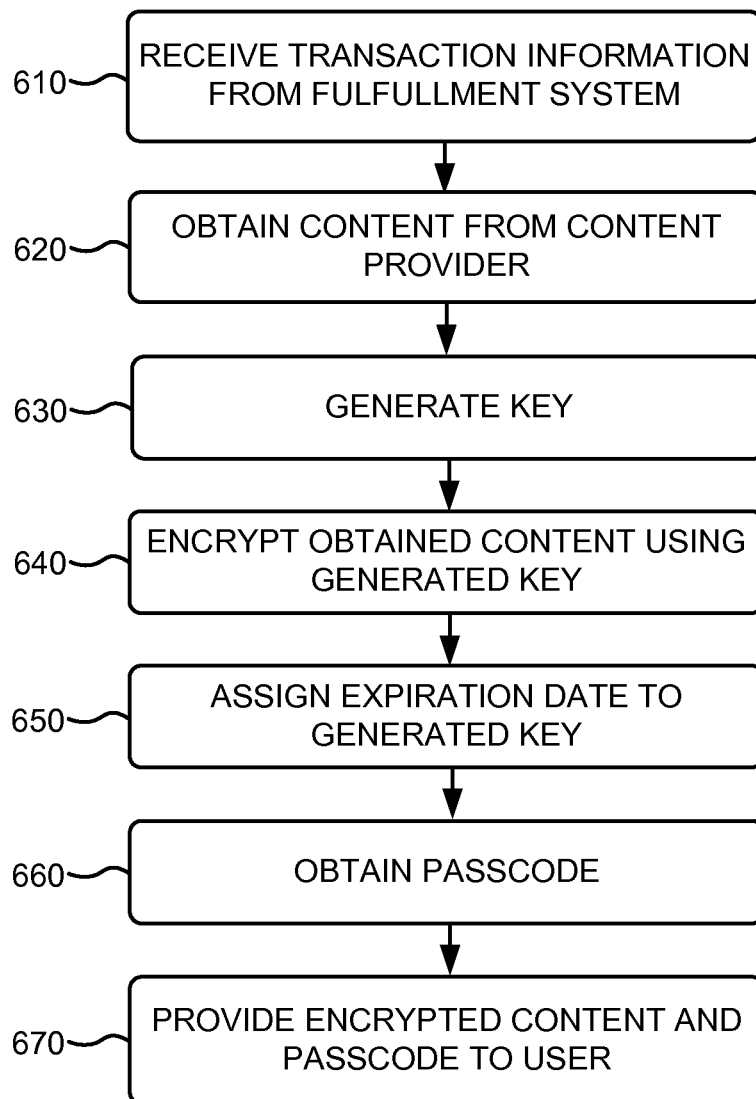 610
RECEIVE TRANSACTION INFORMATION
FROM FULFULLMENT SYSTEM
620
OBTAIN CONTENT FROM CONTENT
PROVIDER
630
GENERATE KEY
640
ENCRYPT OBTAINED CONTENT USING
GENERATED KEY
650
ASSIGN EXPIRATION DATE TO
GENERATED KEY
660
OBTAIN PASSCODE
670
PROVIDE ENCRYPTED CONTENT AND
PASSCODE TO USER